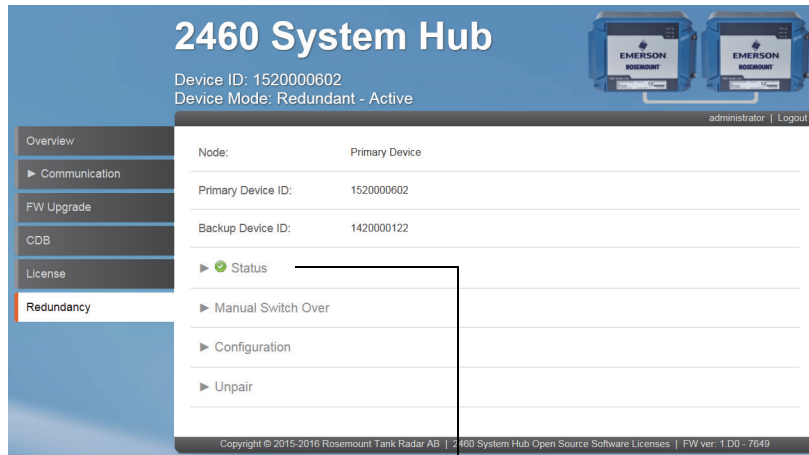 2460 System Hub
EMERSON
ROSEMOUNT
EMERSON
ROSEMOUNT
Device ID: 1520000602
Device Mode: Redundant - Active
administrator | Logout
Overview
► Communication
FW Upgrade
CDB
License
Redundancy
Node: Primary Device
Primary Device ID: 1520000602
Backup Device ID: 1420000122
► Status
► Manual Switch Over
► Configuration
► Unpair
Copyright © 2015-2016 Rosemount Tank Radar AB | 2460 System Hub Open Source Software Licenses | FW ver: 1.D0 - 7649